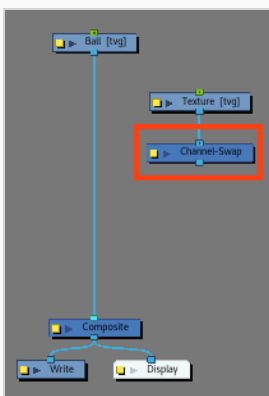 Ball [tvg]
Texture [tvg]
Channel-Swap
Composite
Write
Display